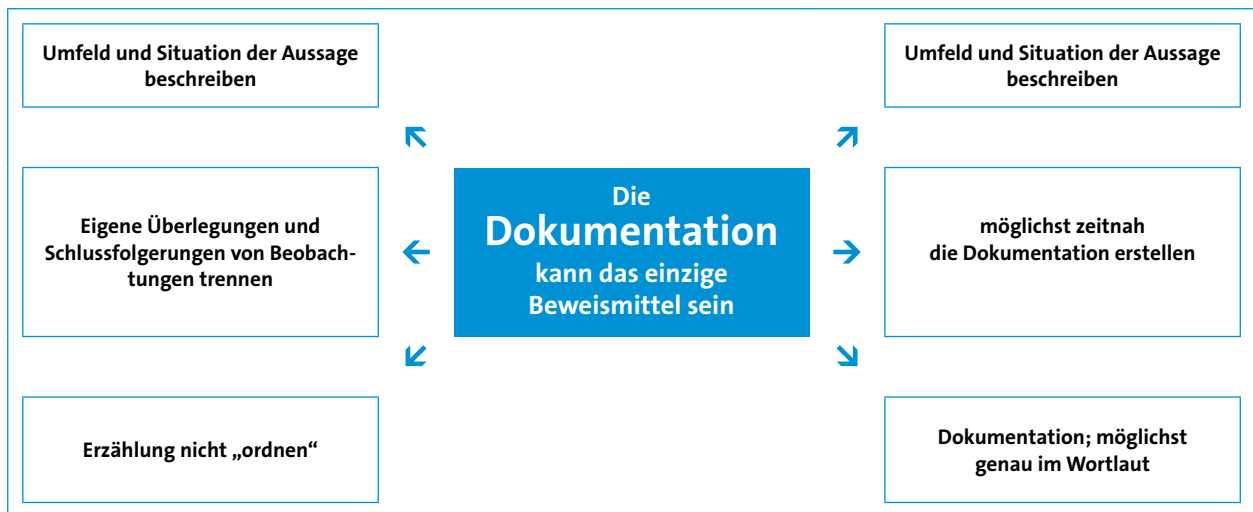 Umfeld und Situation der Aussage
beschreiben
Umfeld und Situation der Aussage
beschreiben
Eigene Überlegungen und
Schlussfolgerungen von Beobach-
tungen trennen
Die
Dokumentation
kann das einzige
Beweismittel sein
möglichst zeitnah
die Dokumentation erstellen
Erzählung nicht „ordnen“
Dokumentation; möglichst
genau im Wortlaut